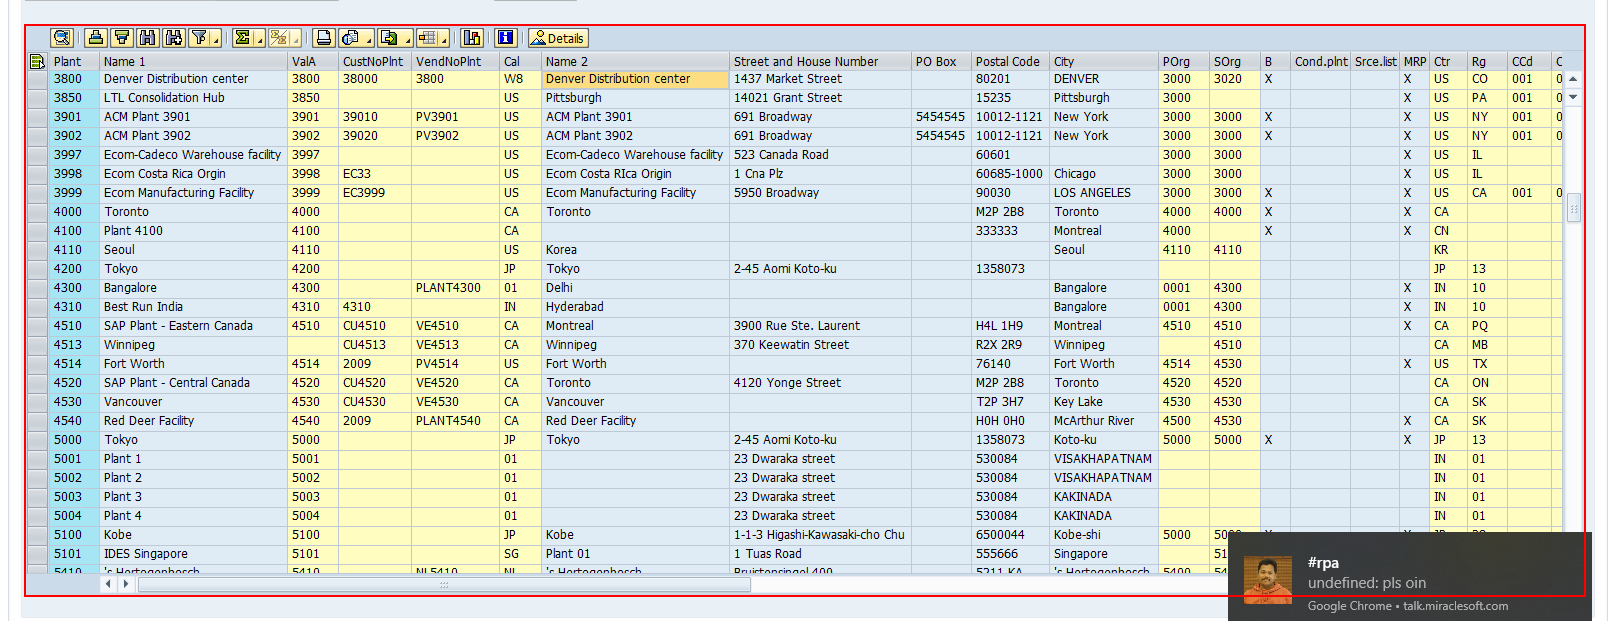 Details
Plant Name 1 ValA CustNoPlnt VendNoPlnt Cal Name 2 Street and House Number PO Box Postal Code City POrg SOrg B Cond.plnt Srce.list MRP Ctr Rg CCd C
3800 Denver Distribution center 3800 38000 3800 W8 Denver Distribution center 1437 Market Street 80201 DENVER 3000 3020 X X US CO 001 0
3850 LTL Consolidation Hub 3850 US Pittsburgh 14021 Grant Street 15235 Pittsburgh 3000 X US PA 001 0
3901 ACM Plant 3901 3901 39010 PV3901 US ACM Plant 3901 691 Broadway 5454545 10012-1121 New York 3000 3000 X X US NY 001 0
3902 ACM Plant 3902 3902 39020 PV3902 US ACM Plant 3902 691 Broadway 5454545 10012-1121 New York 3000 3000 X X US NY 001 0
3997 Ecom-Cadeco Warehouse facility 3997 US Ecom-Cadeco Warehouse facility 523 Canada Road 60601 3000 3000 X US IL
3998 Ecom Costa Rica Orgin 3998 EC33 US Ecom Costa RIca Origin 1 Cna Plz 60685-1000 Chicago 3000 3000 X US IL
3999 Ecom Manufacturing Facility 3999 EC3999 US Ecom Manufacturing Facility 5950 Broadway 90030 LOS ANGELES 3000 3000 X X US CA 001 0
4000 Toronto 4000 CA Toronto M2P 2B8 Toronto 4000 4000 X X CA
4100 Plant 4100 4100 CA 333333 Montreal 4000 X X CN
4110 Seoul 4110 US Korea Seoul 4110 4110 KR
4200 Tokyo 4200 JP Tokyo 2-45 Aomi Koto-ku 1358073 JP 13
4300 Bangalore 4300 PLANT4300 01 Delhi Bangalore 0001 4300 X IN 10
4310 Best Run India 4310 4310 IN Hyderabad Bangalore 0001 4300 X IN 10
4510 SAP Plant - Eastern Canada 4510 CU4510 VE4510 CA Montreal 3900 Rue Ste. Laurent H4L 1H9 Montreal 4510 4510 X CA PQ
4513 Winnipeg CU4513 VE4513 CA Winnipeg 370 Keewatin Street R2X 2R9 Winnipeg 4510 CA MB
4514 Fort Worth 4514 2009 PV4514 US Fort Worth 76140 Fort Worth 4514 4530 X US TX
4520 SAP Plant - Central Canada 4520 CU4520 VE4520 CA Toronto 4120 Yonge Street M2P 2B8 Toronto 4520 4520 CA ON
4530 Vancouver 4530 CU4530 VE4530 CA Vancouver T2P 3H7 Key Lake 4530 4530 CA SK
4540 Red Deer Facility 4540 2009 PLANT4540 CA Red Deer Facility H0H 0H0 McArthur River 4500 4530 X CA SK
5000 Tokyo 5000 JP Tokyo 2-45 Aomi Koto-ku 1358073 Koto-ku 5000 5000 X X JP 13
5001 Plant 1 5001 01 23 Dwaraka street 530084 VISAKHAPATNAM IN 01
5002 Plant 2 5002 01 23 Dwaraka street 530084 VISAKHAPATNAM IN 01
5003 Plant 3 5003 01 23 Dwaraka street 530084 KAKINADA IN 01
5004 Plant 4 5004 01 23 Dwaraka street 530084 KAKINADA IN 01
5100 Kobe 5100 JP Kobe 1-1-3 Higashi-Kawasaki-cho Chu 6500044 Kobe-shi 5000 500
5101 IDES Singapore 5101 SG Plant 01 1 Tuas Road 555666 Singapore 51
5410 's Hertogenbosch 5410 NL5410 NL 's Hertogenbosch 5211 KA 's Hertogenbosch 5400
#rpa
undefined: pls oin
Google Chrome • talk.miraclesoft.com